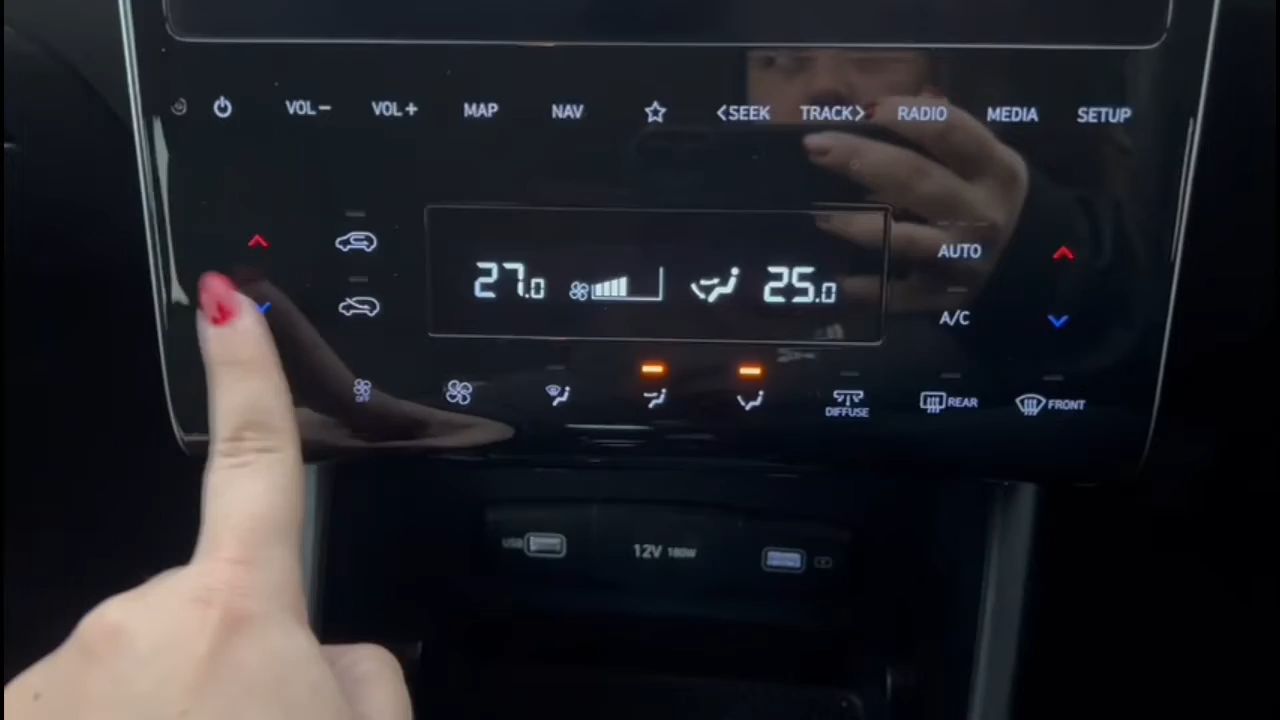 VOL− VOL+ MAP NAV <SEEK TRACK> RADIO MEDIA SETUP
AUTO
27.0 25.0
A/C
OFF DIFFUSE REAR FRONT
USB 12V 180W